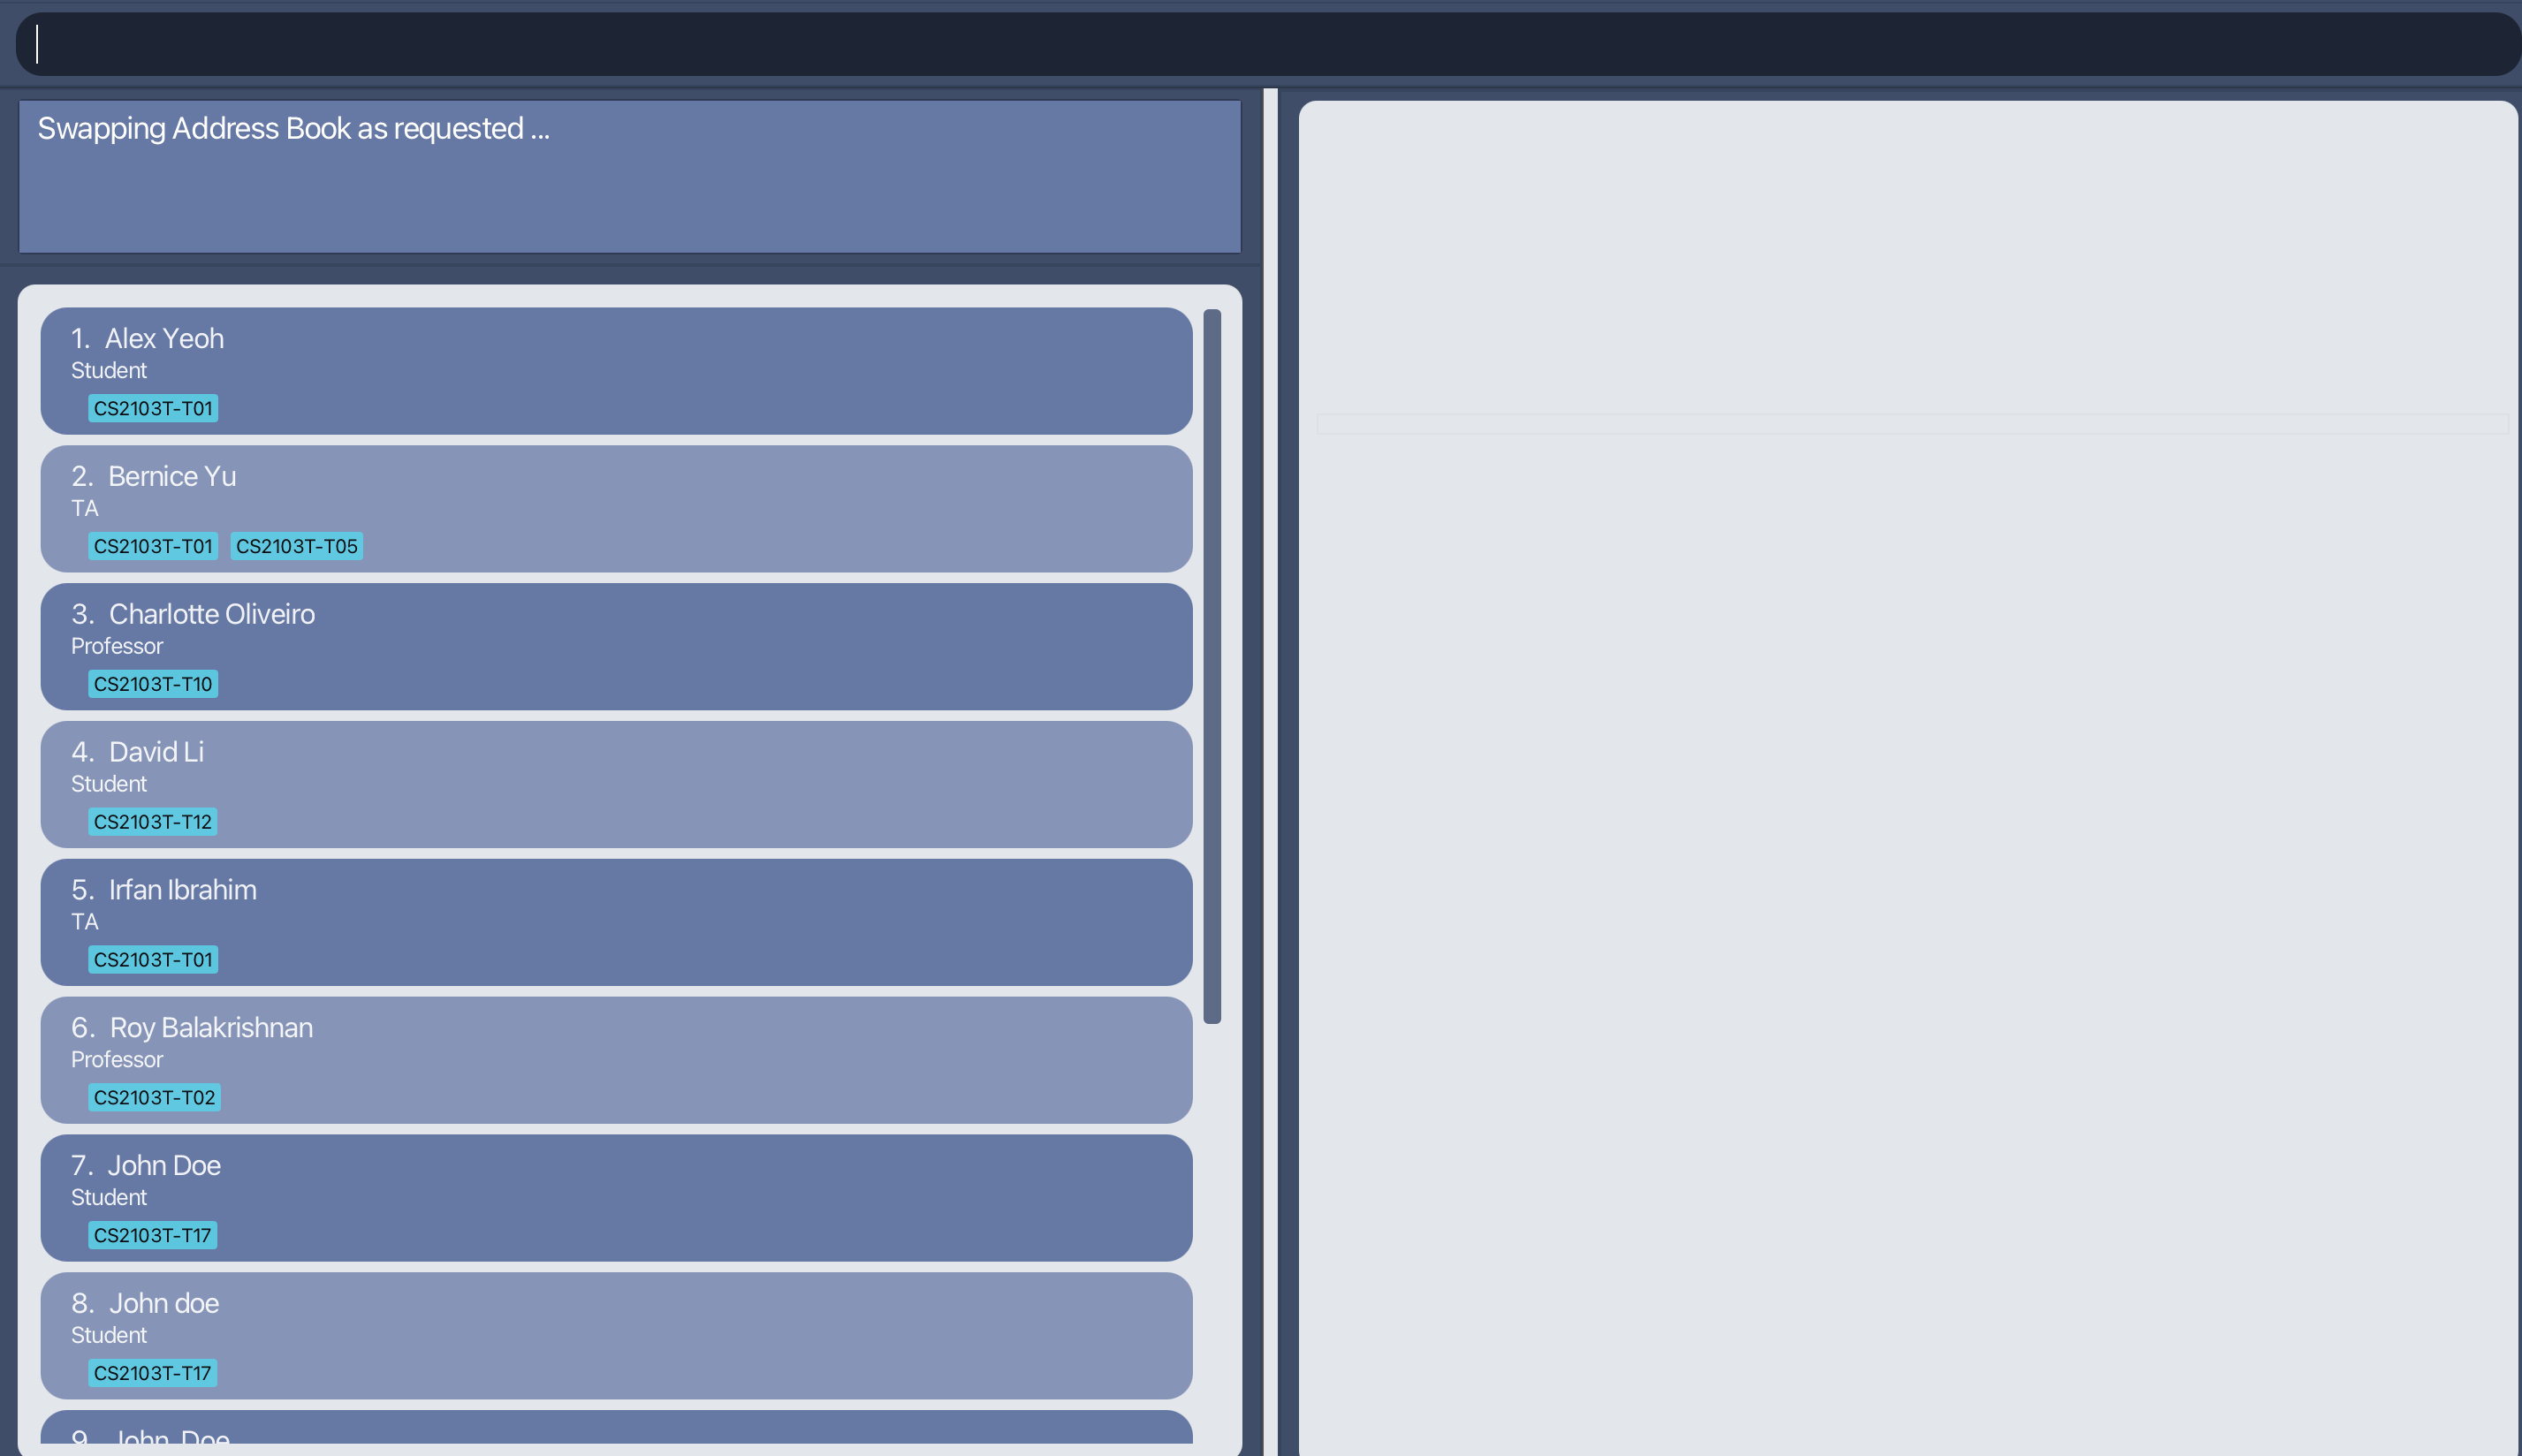 Swapping Address Book as requested ...
1. Alex Yeoh
Student
CS2103T-T01
2. Bernice Yu
TA
CS2103T-T01 CS2103T-T05
3. Charlotte Oliveiro
Professor
CS2103T-T10
4. David Li
Student
CS2103T-T12
5. Irfan Ibrahim
TA
CS2103T-T01
6. Roy Balakrishnan
Professor
CS2103T-T02
7. John Doe
Student
CS2103T-T17
8. John doe
Student
CS2103T-T17
9. John Doe